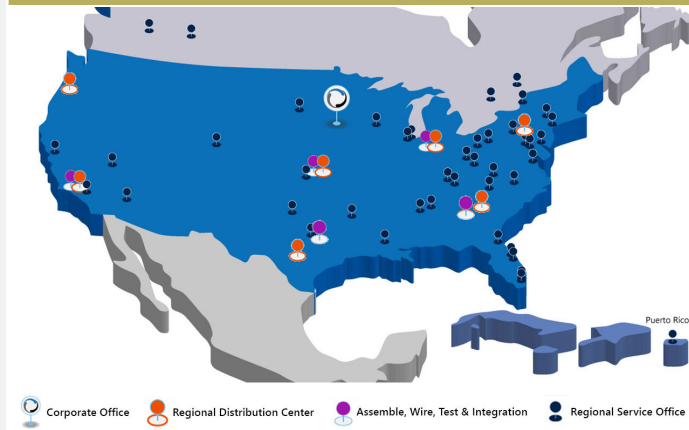 Puerto Rico
Corporate Office
Regional Distribution Center
Assemble, Wire, Test & Integration
Regional Service Office